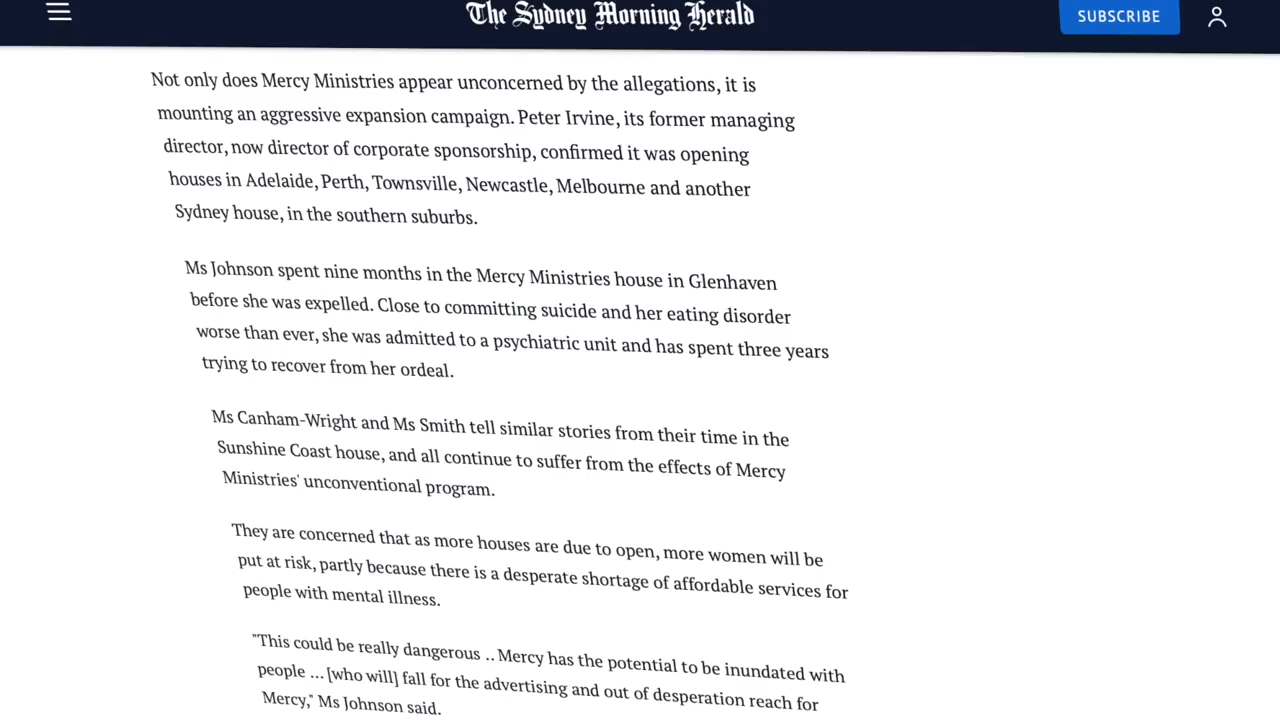 The Sydney Morning Herald
SUBSCRIBE
Not only does Mercy Ministries appear unconcerned by the allegations, it is
mounting an aggressive expansion campaign. Peter Irvine, its former managing
director, now director of corporate sponsorship, confirmed it was opening
houses in Adelaide, Perth, Townsville, Newcastle, Melbourne and another
Sydney house, in the southern suburbs.
Ms Johnson spent nine months in the Mercy Ministries house in Glenhaven
before she was expelled. Close to committing suicide and her eating disorder
worse than ever, she was admitted to a psychiatric unit and has spent three years
trying to recover from her ordeal.
Ms Canham-Wright and Ms Smith tell similar stories from their time in the
Sunshine Coast house, and all continue to suffer from the effects of Mercy
Ministries' unconventional program.
They are concerned that as more houses are due to open, more women will be
put at risk, partly because there is a desperate shortage of affordable services for
people with mental illness.
"This could be really dangerous .. Mercy has the potential to be inundated with
people ... [who will] fall for the advertising and out of desperation reach for
Mercy," Ms Johnson said.